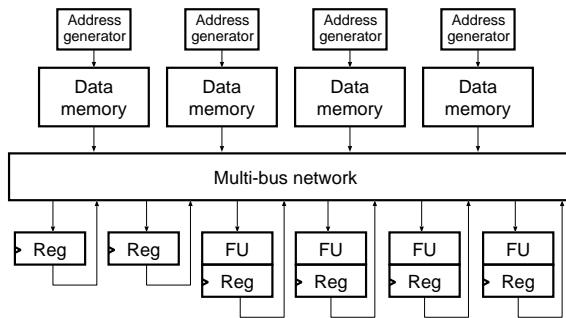 Address
generator
Address
generator
Address
generator
Address
generator
Data
memory
Data
memory
Data
memory
Data
memory
Multi-bus network
Reg
Reg
FU
Reg
FU
Reg
FU
Reg
FU
Reg